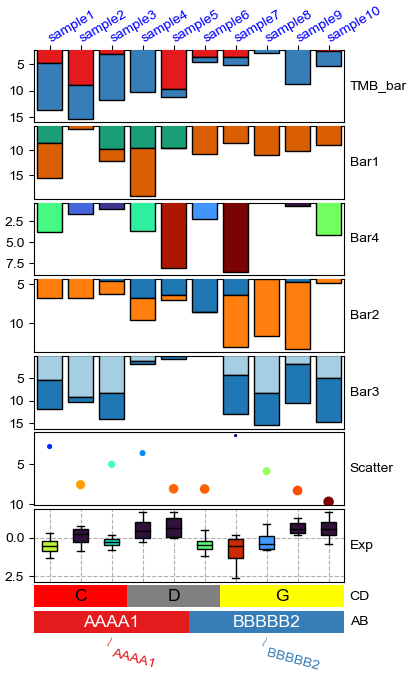 sample1 sample2 sample3 sample4 sample5 sample6 sample7 sample8 sample9 sample10
5
10
15
TMB_bar
10
15
Bar1
2.5
5.0
7.5
Bar4
5
10
Bar2
5
10
15
Bar3
5
10
Scatter
0.0
2.5
Exp
C D G CD
AAAA1 BBBBB2 AB
AAAA1 BBBBB2